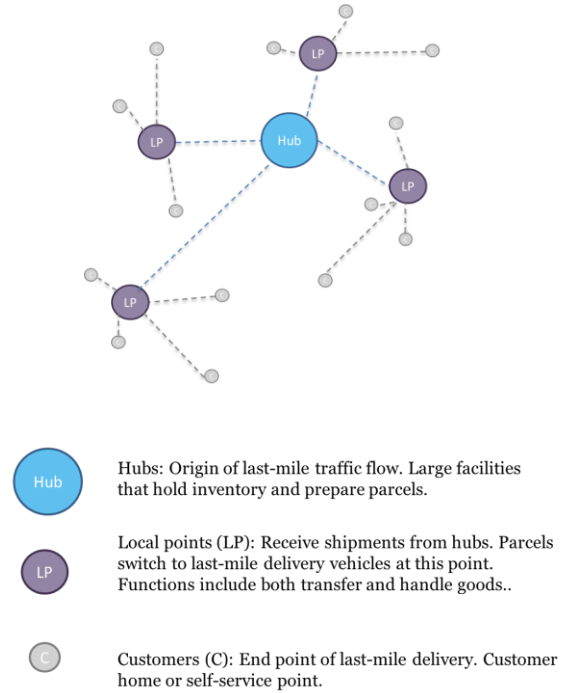 C
C
C
C
LP
C
C
LP
Hub
LP
C
C
C
C
C
C
LP
C
C
C
Hub
Hubs: Origin of last-mile traffic flow. Large facilities
that hold inventory and prepare parcels.
LP
Local points (LP): Receive shipments from hubs. Parcels
switch to last-mile delivery vehicles at this point.
Functions include both transfer and handle goods..
C
Customers (C): End point of last-mile delivery. Customer
home or self-service point.